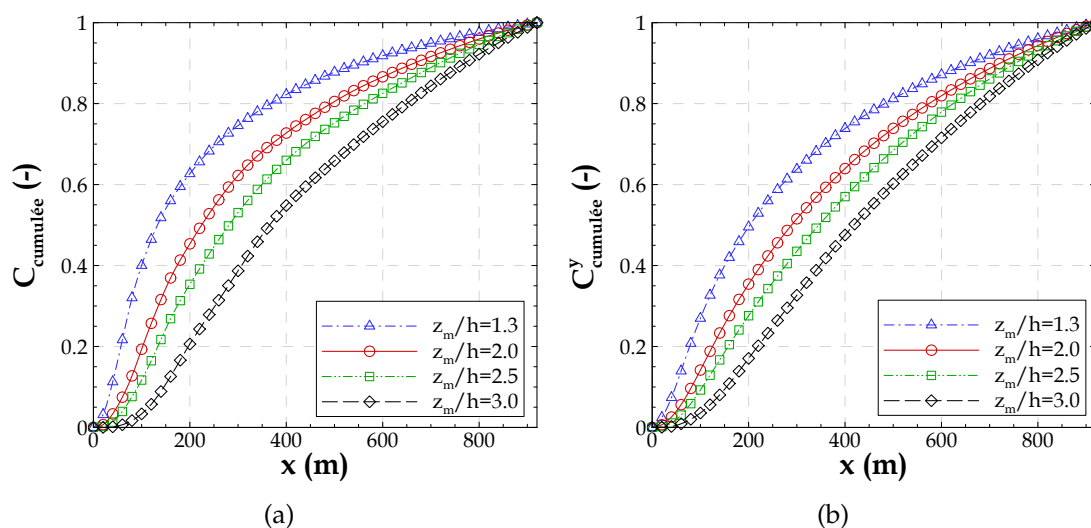 1
0.8
0.6
0.4
0.2
0
C_cumulée (-)
0 200 400 600 800
x (m)
z_m/h=1.3
z_m/h=2.0
z_m/h=2.5
z_m/h=3.0
(a)
1
0.8
0.6
0.4
0.2
0
C^y_cumulée (-)
0 200 400 600 800
x (m)
z_m/h=1.3
z_m/h=2.0
z_m/h=2.5
z_m/h=3.0
(b)